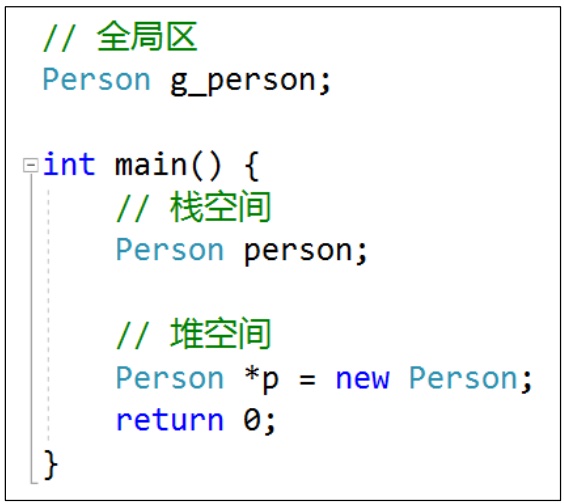 // 全局区
Person g_person;
int main() {
// 栈空间
Person person;
// 堆空间
Person *p = new Person;
return 0;
}